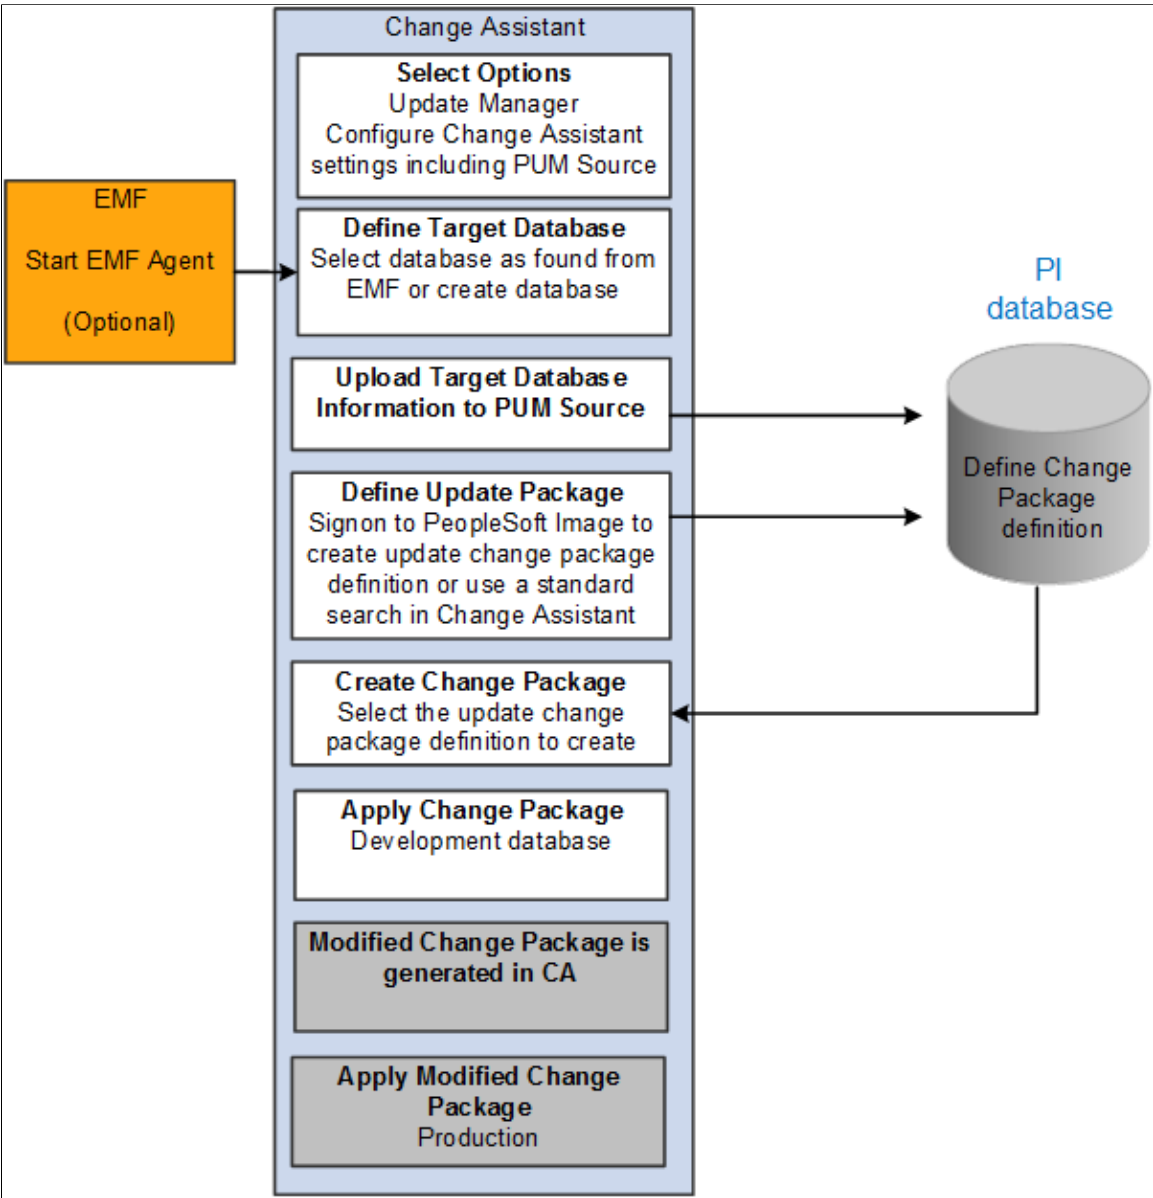 Change Assistant
Select Options
Update Manager
Configure Change Assistant
settings including PUM Source
EMF
Start EMF Agent
(Optional)
Define Target Database
Select database as found from
EMF or create database
PI
database
Upload Target Database
Information to PUM Source
Define Change
Package
definition
Define Update Package
Signon to PeopleSoft Image to
create update change package
definition or use a standard
search in Change Assistant
Create Change Package
Select the update change
package definition to create
Apply Change Package
Development database
Modified Change Package is
generated in CA
Apply Modified Change
Package
Production